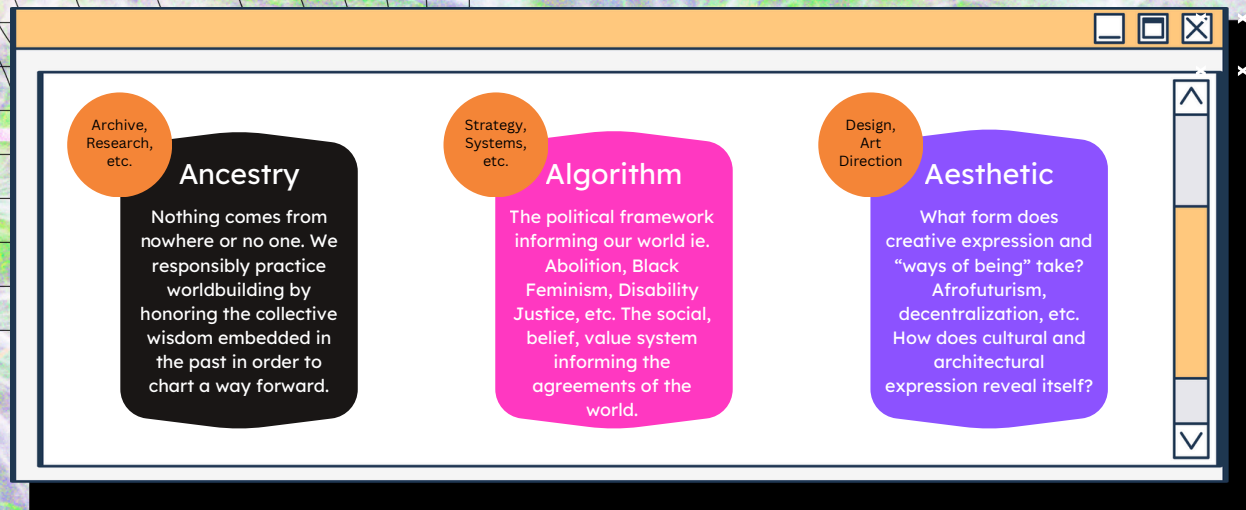 Archive,
Research,
etc.
Ancestry
Nothing comes from
nowhere or no one. We
responsibly practice
worldbuilding by
honoring the collective
wisdom embedded in
the past in order to
chart a way forward.
Strategy,
Systems,
etc.
Algorithm
The political framework
informing our world ie.
Abolition, Black
Feminism, Disability
Justice, etc. The social,
belief, value system
informing the
agreements of the
world.
Design,
Art
Direction
Aesthetic
What form does
creative expression and
“ways of being” take?
Afrofuturism,
decentralization, etc.
How does cultural and
architectural
expression reveal itself?